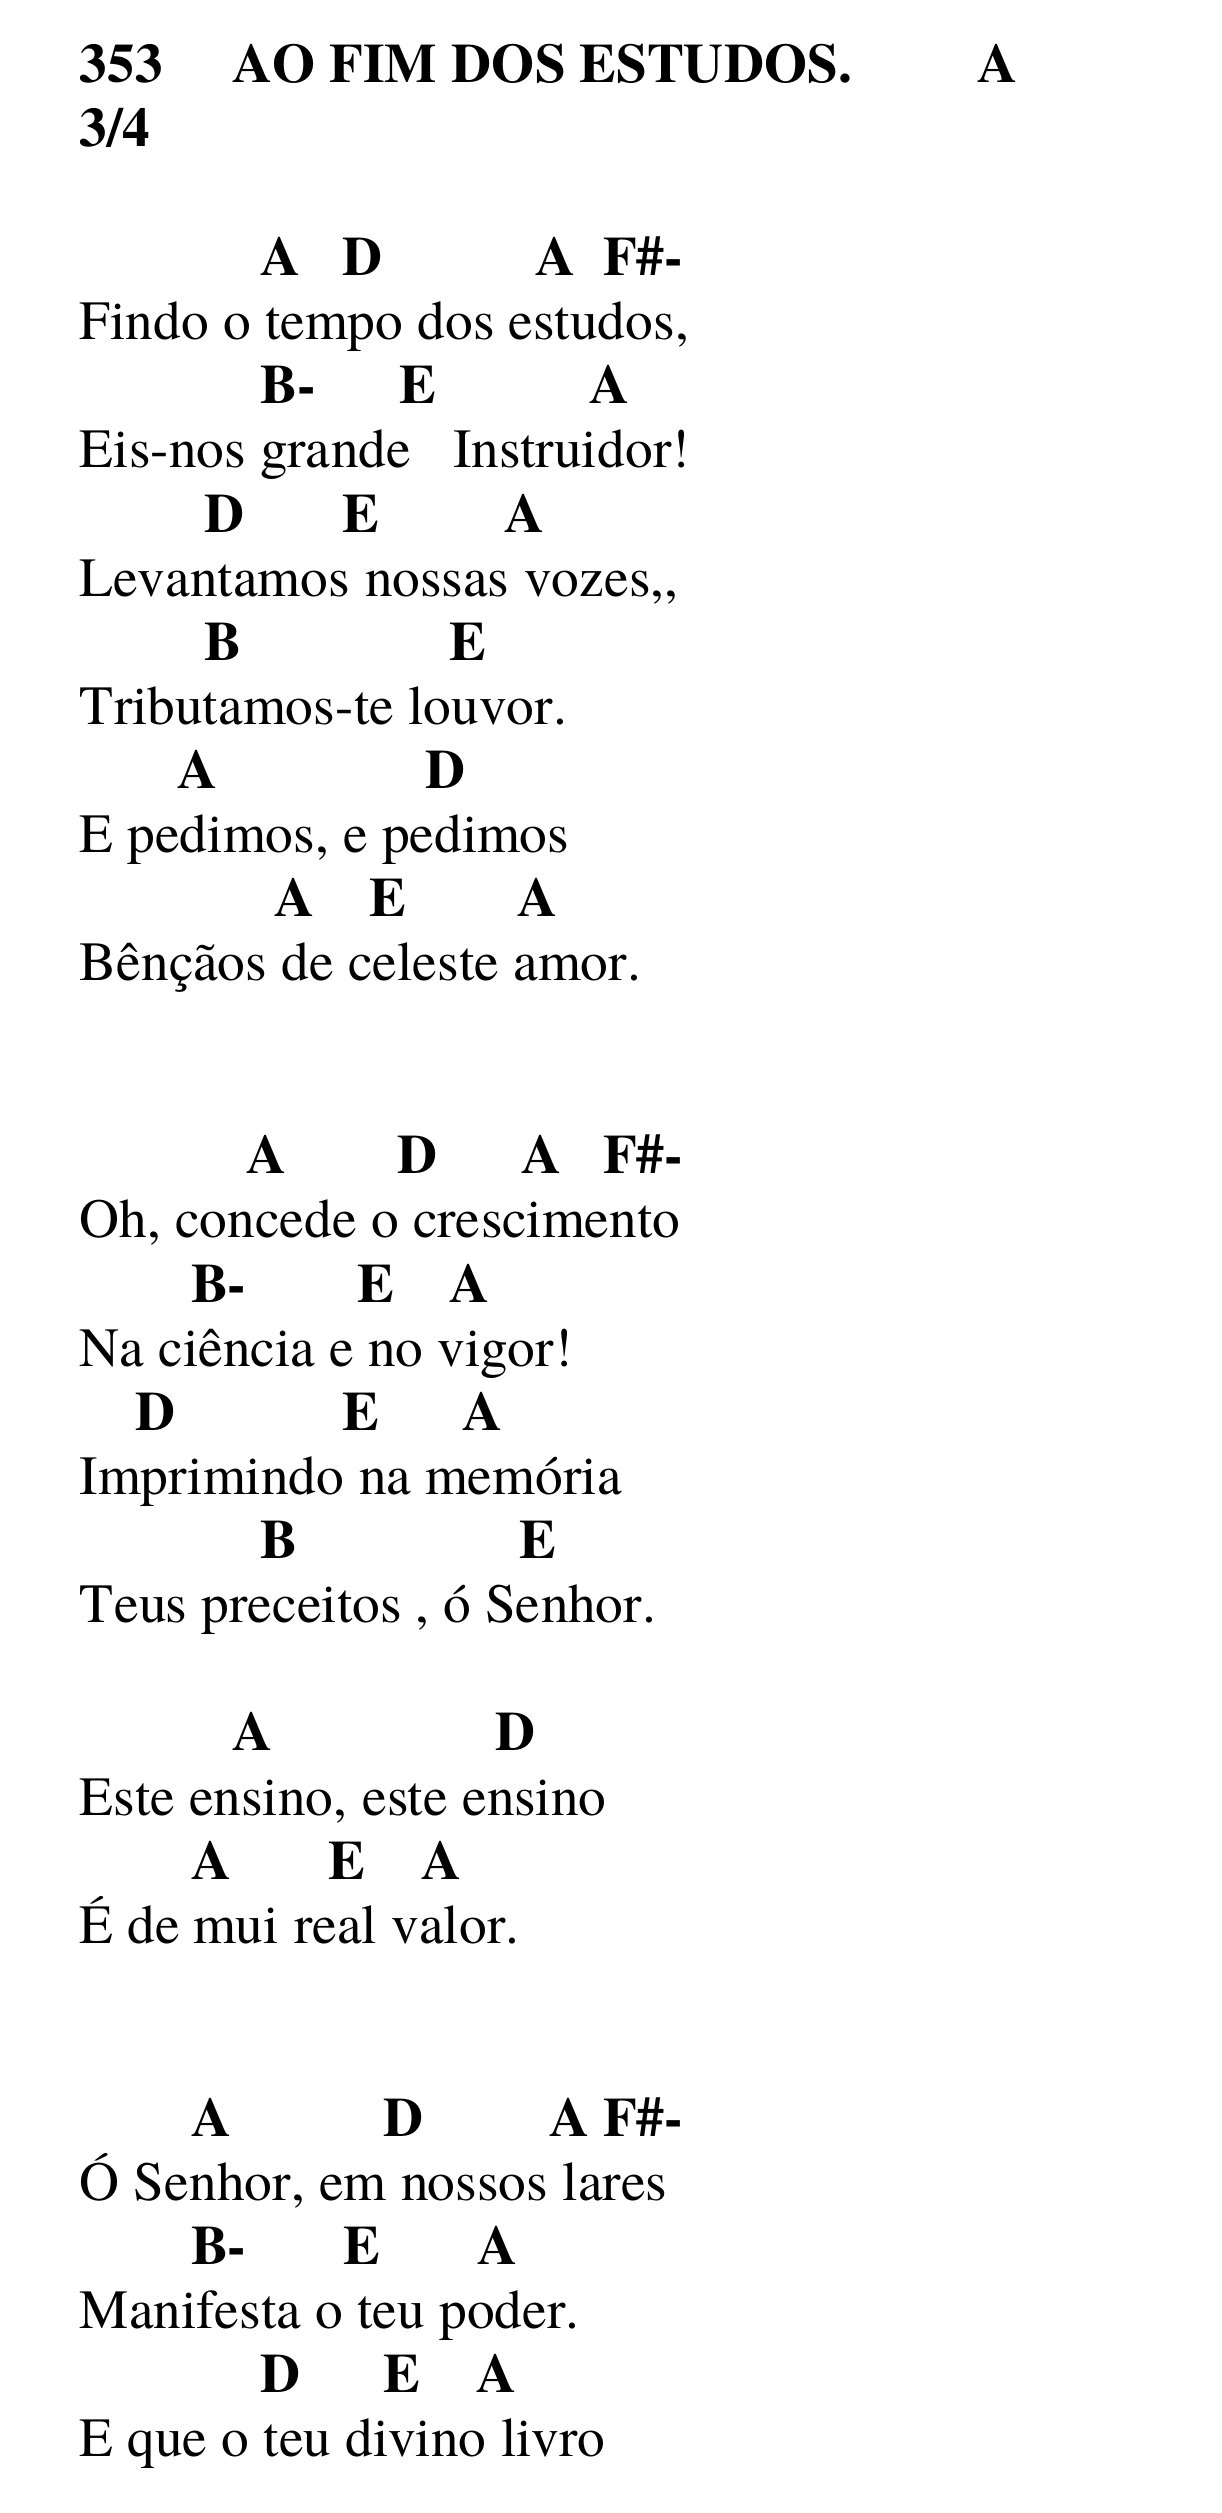 353 AO FIM DOS ESTUDOS. A
3/4
A D A F#-
Findo o tempo dos estudos,
B- E A
Eis-nos grande Instruidor!
D E A
Levantamos nossas vozes,,
B E
Tributamos-te louvor.
A D
E pedimos, e pedimos
A E A
Bênçãos de celeste amor.
A D A F#-
Oh, concede o crescimento
B- E A
Na ciência e no vigor!
D E A
Imprimindo na memória
B E
Teus preceitos , ó Senhor.
A D
Este ensino, este ensino
A E A
É de mui real valor.
A D A F#-
Ó Senhor, em nossos lares
B- E A
Manifesta o teu poder.
D E A
E que o teu divino livro